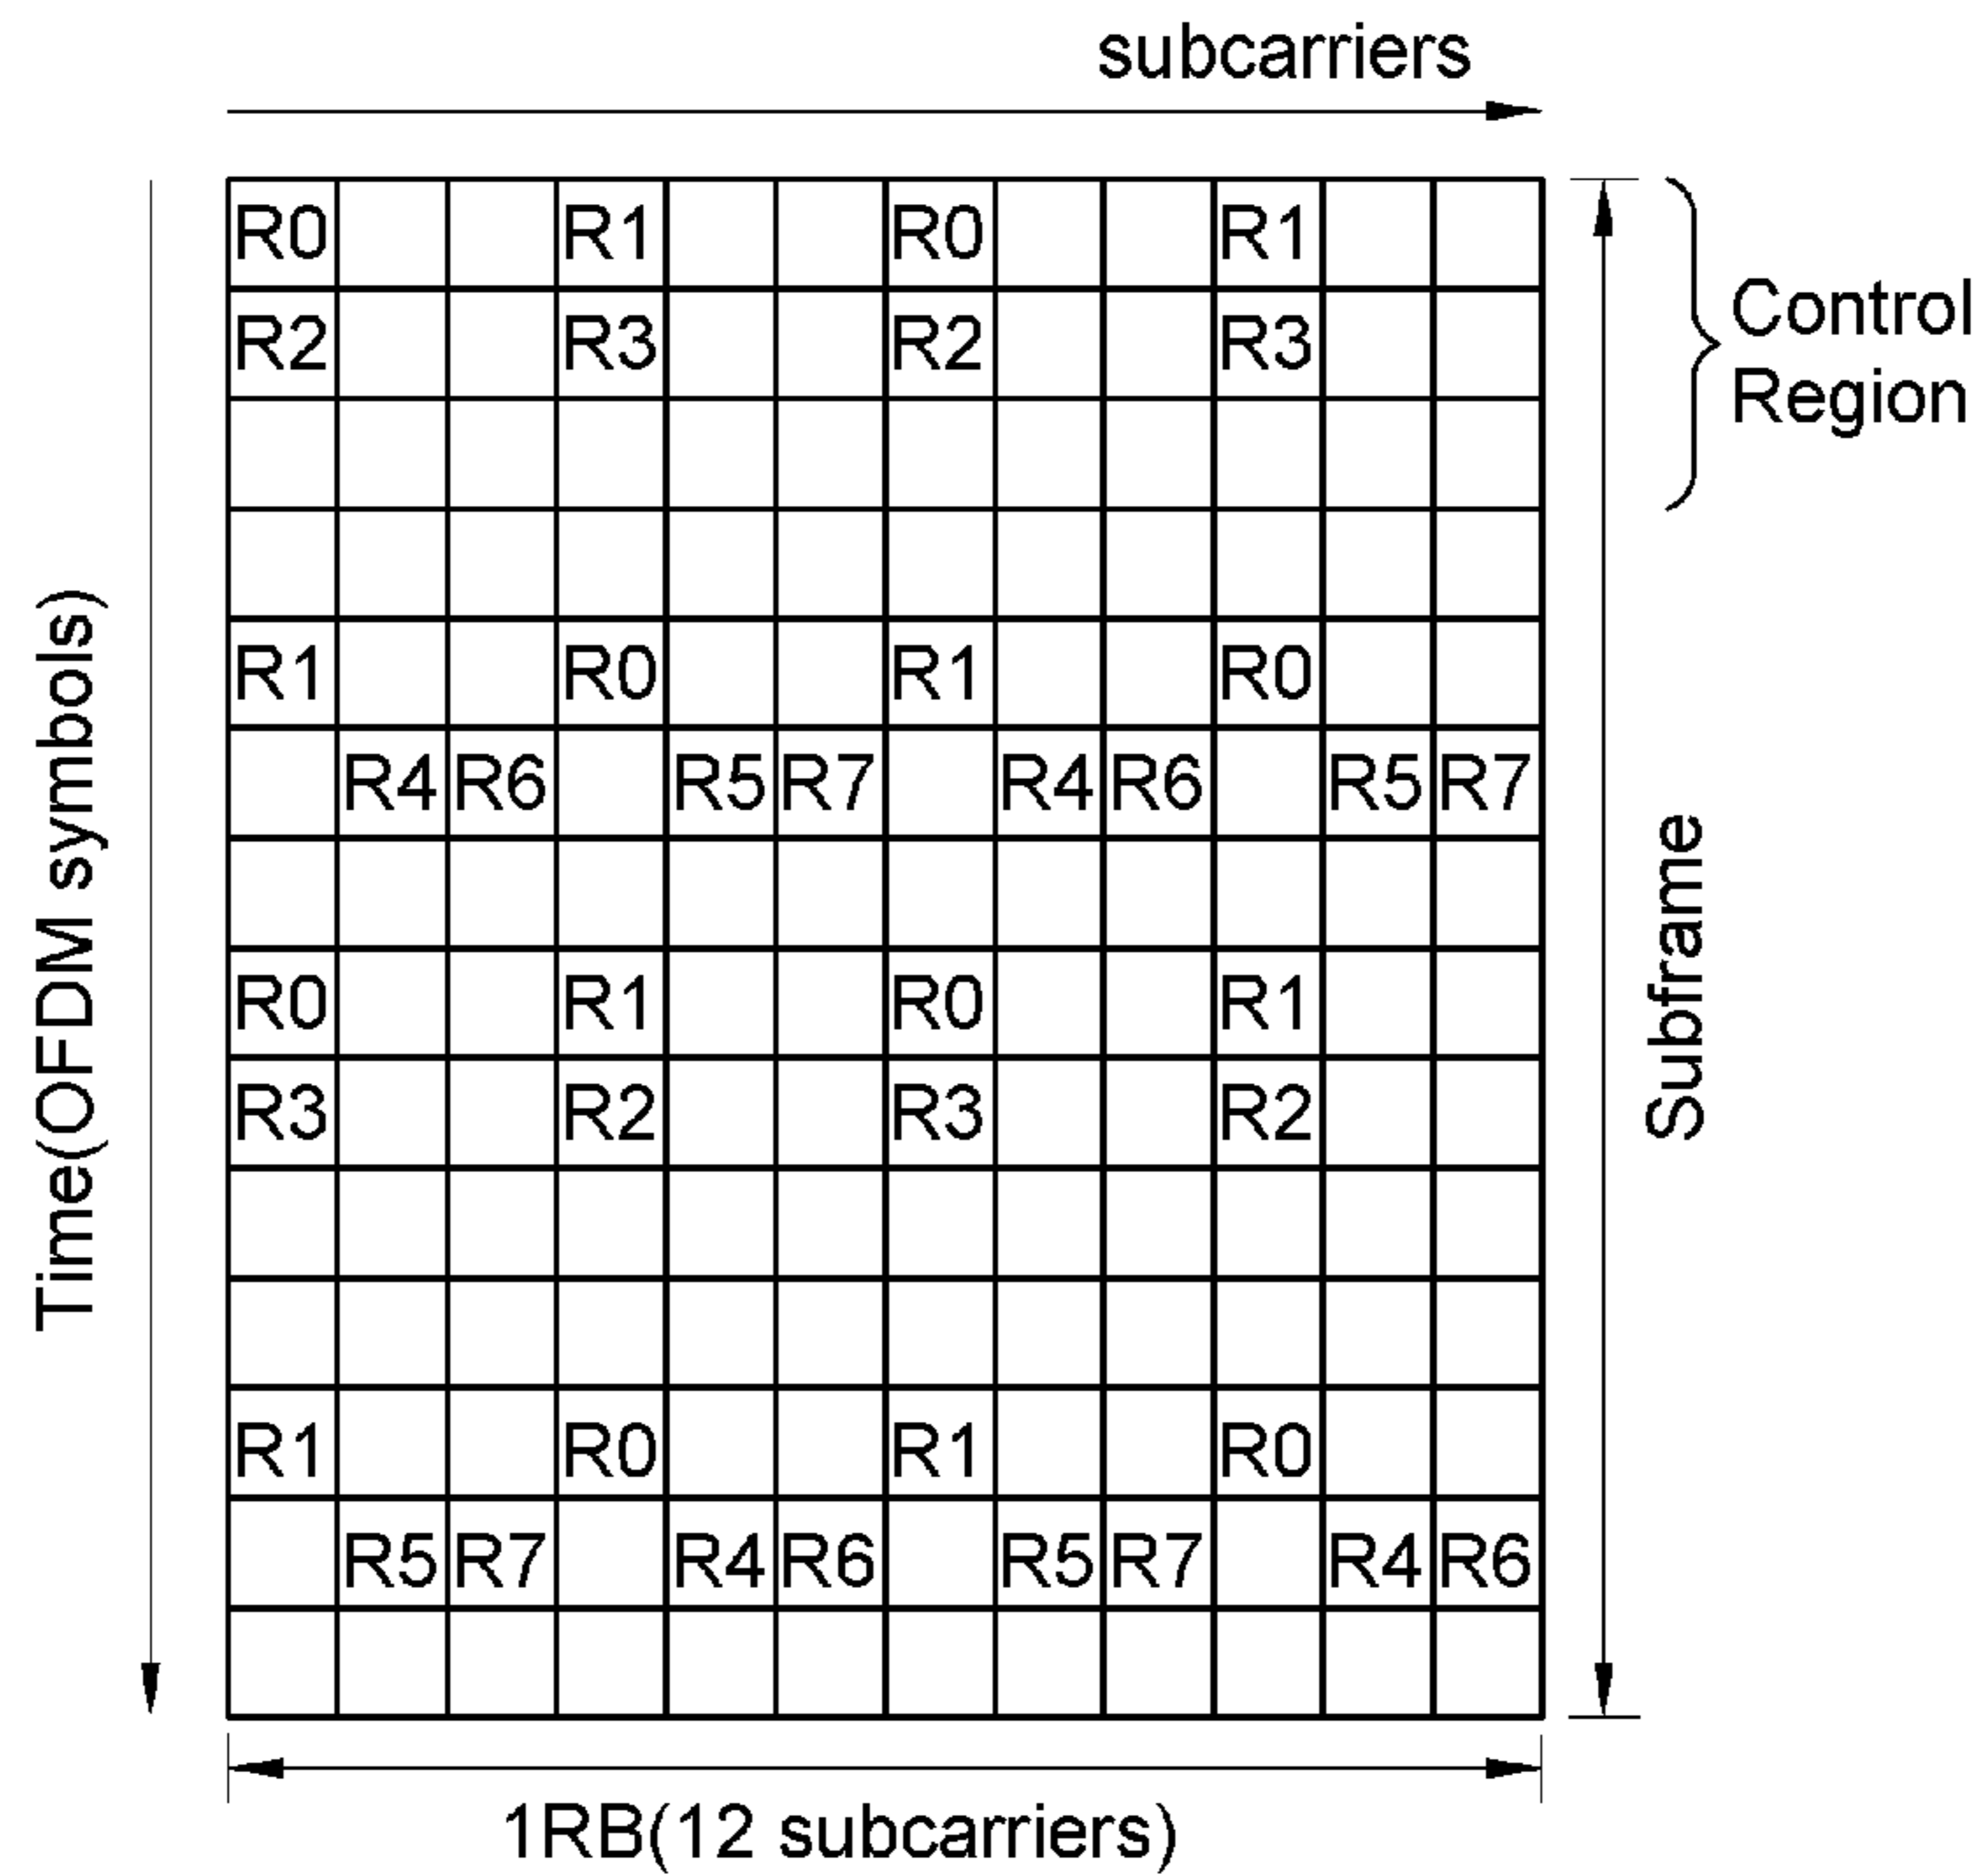 subcarriers
R0 R1 R0 R1
R2 R3 R2 R3
Control
Region
R1 R0 R1 R0
R4 R6 R5 R7 R4 R6 R5 R7
R0 R1 R0 R1
R3 R2 R3 R2
R1 R0 R1 R0
R5 R7 R4 R6 R5 R7 R4 R6
Time(OFDM symbols)
Subframe
1RB(12 subcarriers)